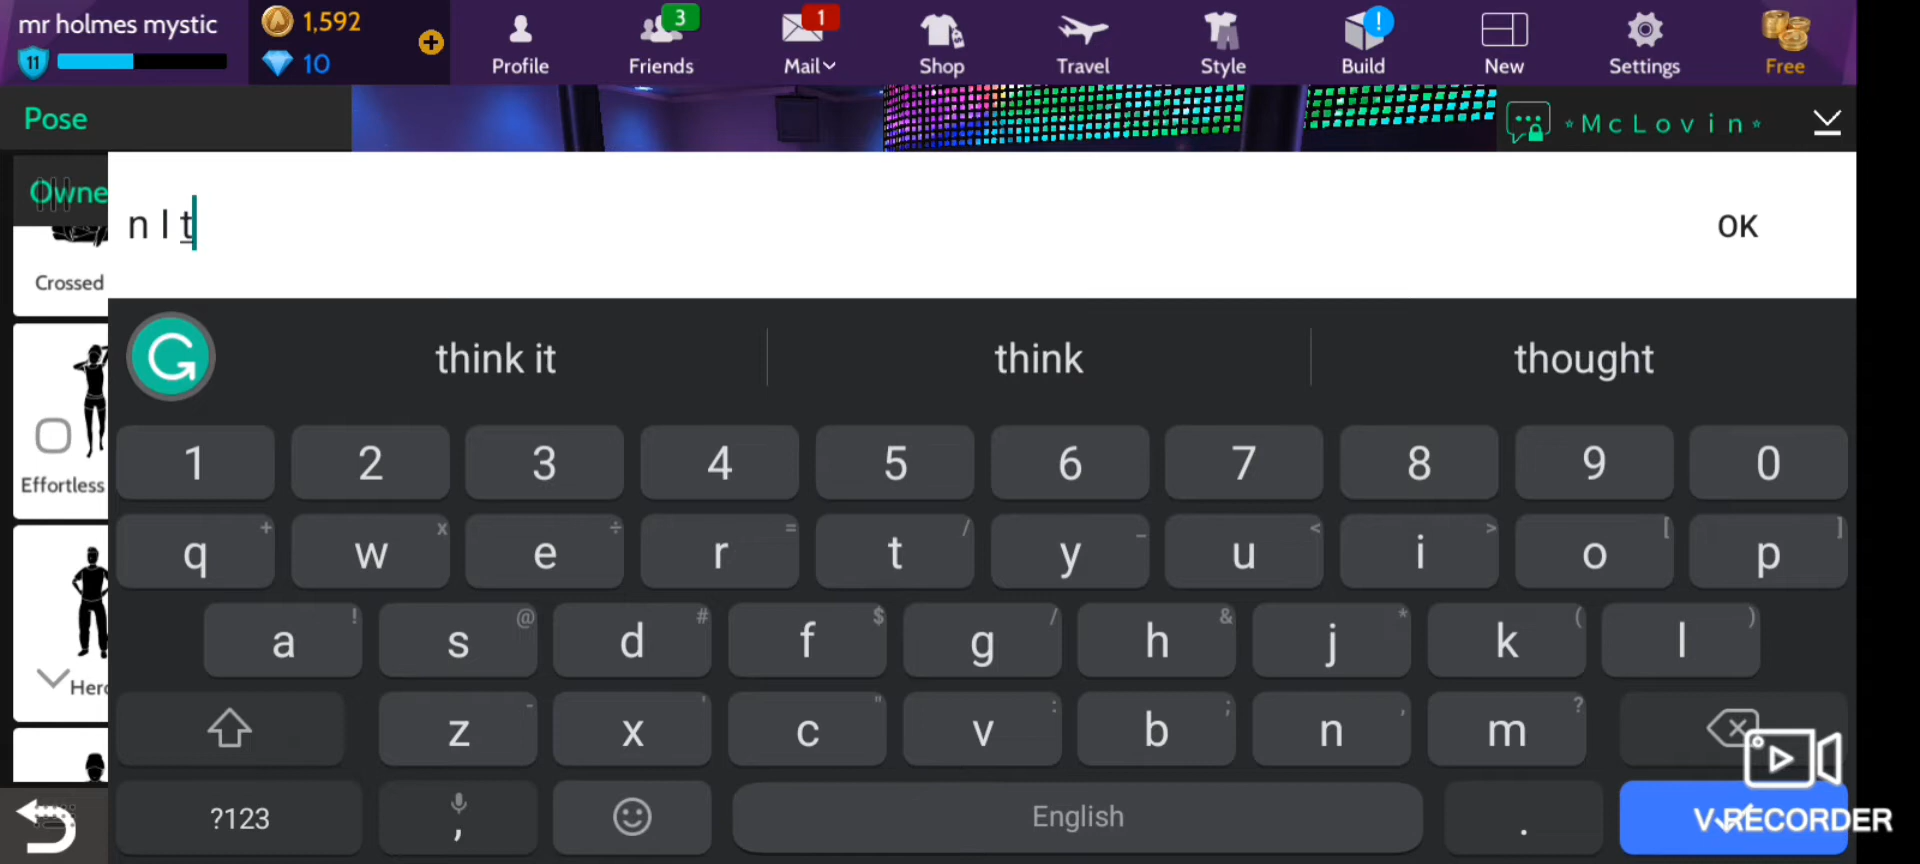 mr holmes mystic
11
1,592
10
Profile
3
Friends
1
Mail
Shop
Travel
Style
!
Build
New
Settings
Free
Pose
⋆McLovin⋆
Owne
n I t
OK
Crossed
Effortless
Herc
think it
think
thought
1 2 3 4 5 6 7 8 9 0
+ x ÷ = / _ < > [ ]
q w e r t y u i o p
! @ # $ / & * ( )
a s d f g h j k l
- ' " : ; , ?
z x c v b n m
?123 , English .
V-RECORDER